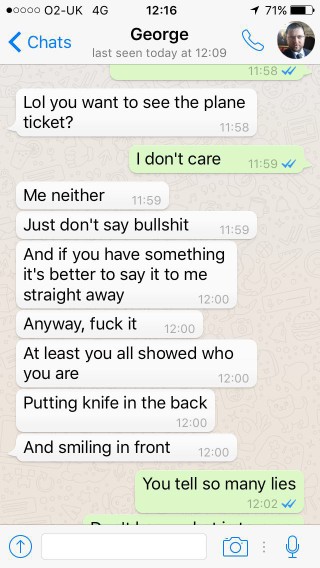 O2-UK 4G 12:16 71%
Chats
George
last seen today at 12:09
11:58
Lol you want to see the plane
ticket?
11:58
I don't care
11:59
Me neither
11:59
Just don't say bullshit
11:59
And if you have something
it's better to say it to me
straight away
12:00
Anyway, fuck it
12:00
At least you all showed who
you are
12:00
Putting knife in the back
12:00
And smiling in front
12:00
You tell so many lies
12:02